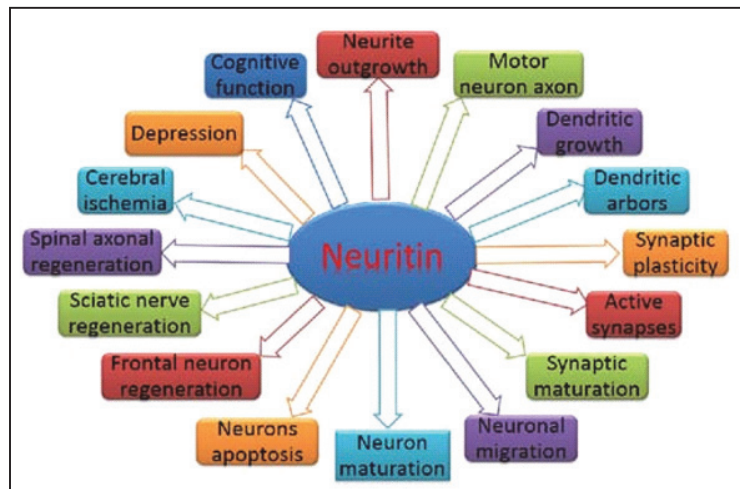 Neurite
outgrowth
Cognitive
function
Motor
neuron axon
Depression
Dendritic
growth
Cerebral
ischemia
Dendritic
arbors
Spinal axonal
regeneration
Neuritin
Synaptic
plasticity
Sciatic nerve
regeneration
Active
synapses
Frontal neuron
regeneration
Synaptic
maturation
Neurons
apoptosis
Neuron
maturation
Neuronal
migration